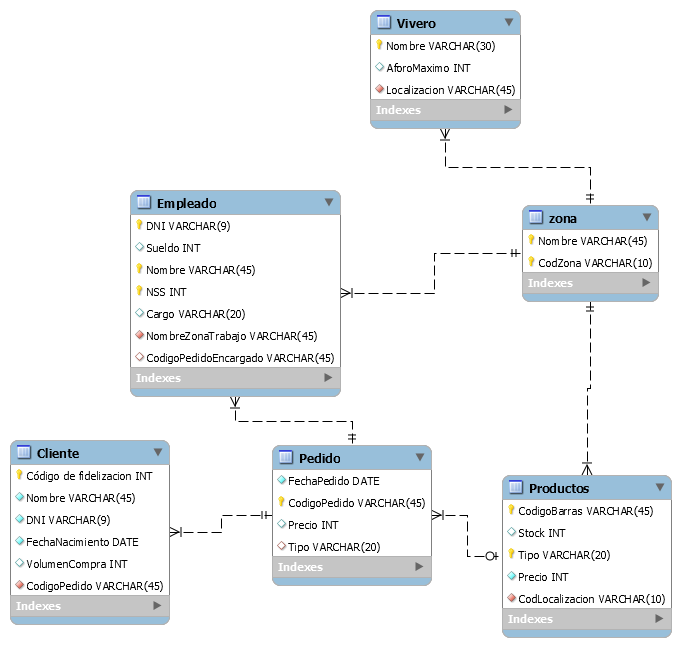 Vivero
Nombre VARCHAR(30)
AforoMaximo INT
Localizacion VARCHAR(45)
Indexes
Empleado
DNI VARCHAR(9)
Sueldo INT
Nombre VARCHAR(45)
NSS INT
Cargo VARCHAR(20)
NombreZonaTrabajo VARCHAR(45)
CodigoPedidoEncargado VARCHAR(45)
Indexes
zona
Nombre VARCHAR(45)
CodZona VARCHAR(10)
Indexes
Cliente
Código de fidelizacion INT
Nombre VARCHAR(45)
DNI VARCHAR(9)
FechaNacimiento DATE
VolumenCompra INT
CodigoPedido VARCHAR(45)
Indexes
Pedido
FechaPedido DATE
CodigoPedido VARCHAR(45)
Precio INT
Tipo VARCHAR(20)
Indexes
Productos
CodigoBarras VARCHAR(45)
Stock INT
Tipo VARCHAR(20)
Precio INT
CodLocalizacion VARCHAR(10)
Indexes